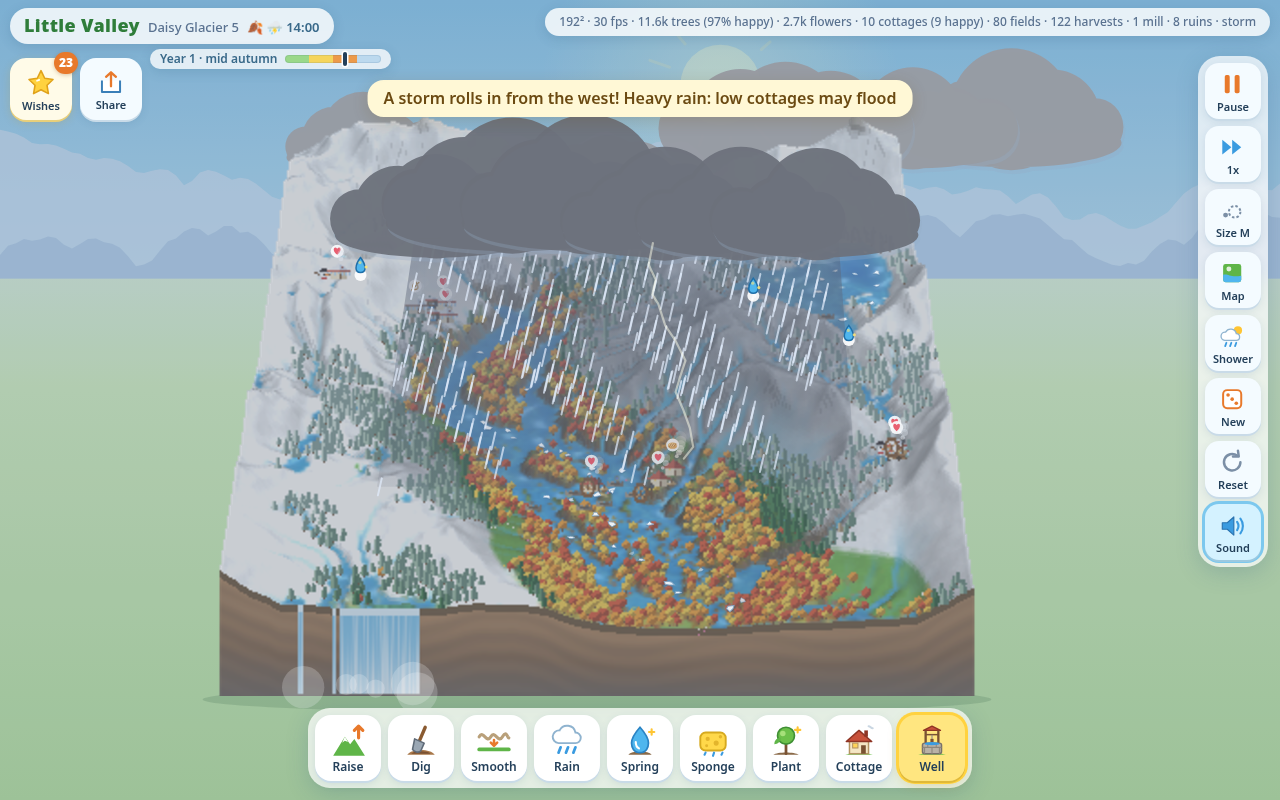 Little Valley Daisy Glacier 5 14:00
192² · 30 fps · 11.6k trees (97% happy) · 2.7k flowers · 10 cottages (9 happy) · 80 fields · 122 harvests · 1 mill · 8 ruins · storm
Year 1 · mid autumn
23
Wishes
Share
A storm rolls in from the west! Heavy rain: low cottages may flood
Pause
1x
Size M
Map
Shower
New
Reset
Sound
Raise
Dig
Smooth
Rain
Spring
Sponge
Plant
Cottage
Well